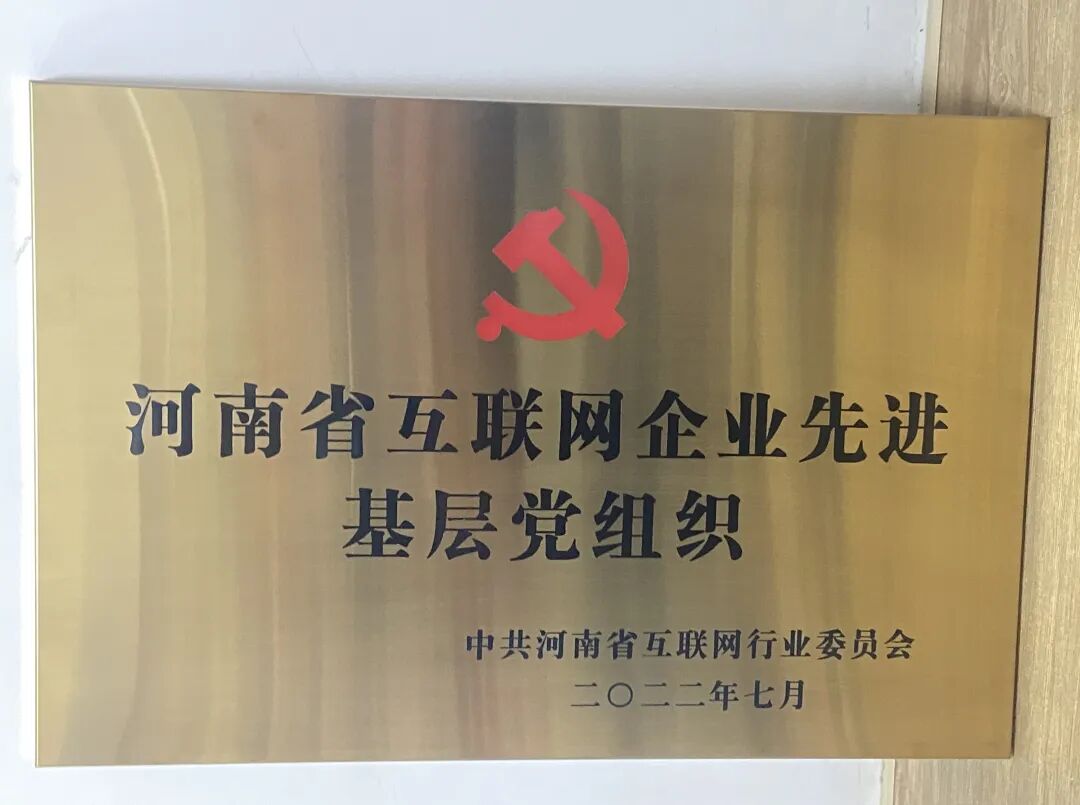 河南省互联网企业先进
基层党组织
中共河南省互联网行业委员会
二〇二二年七月